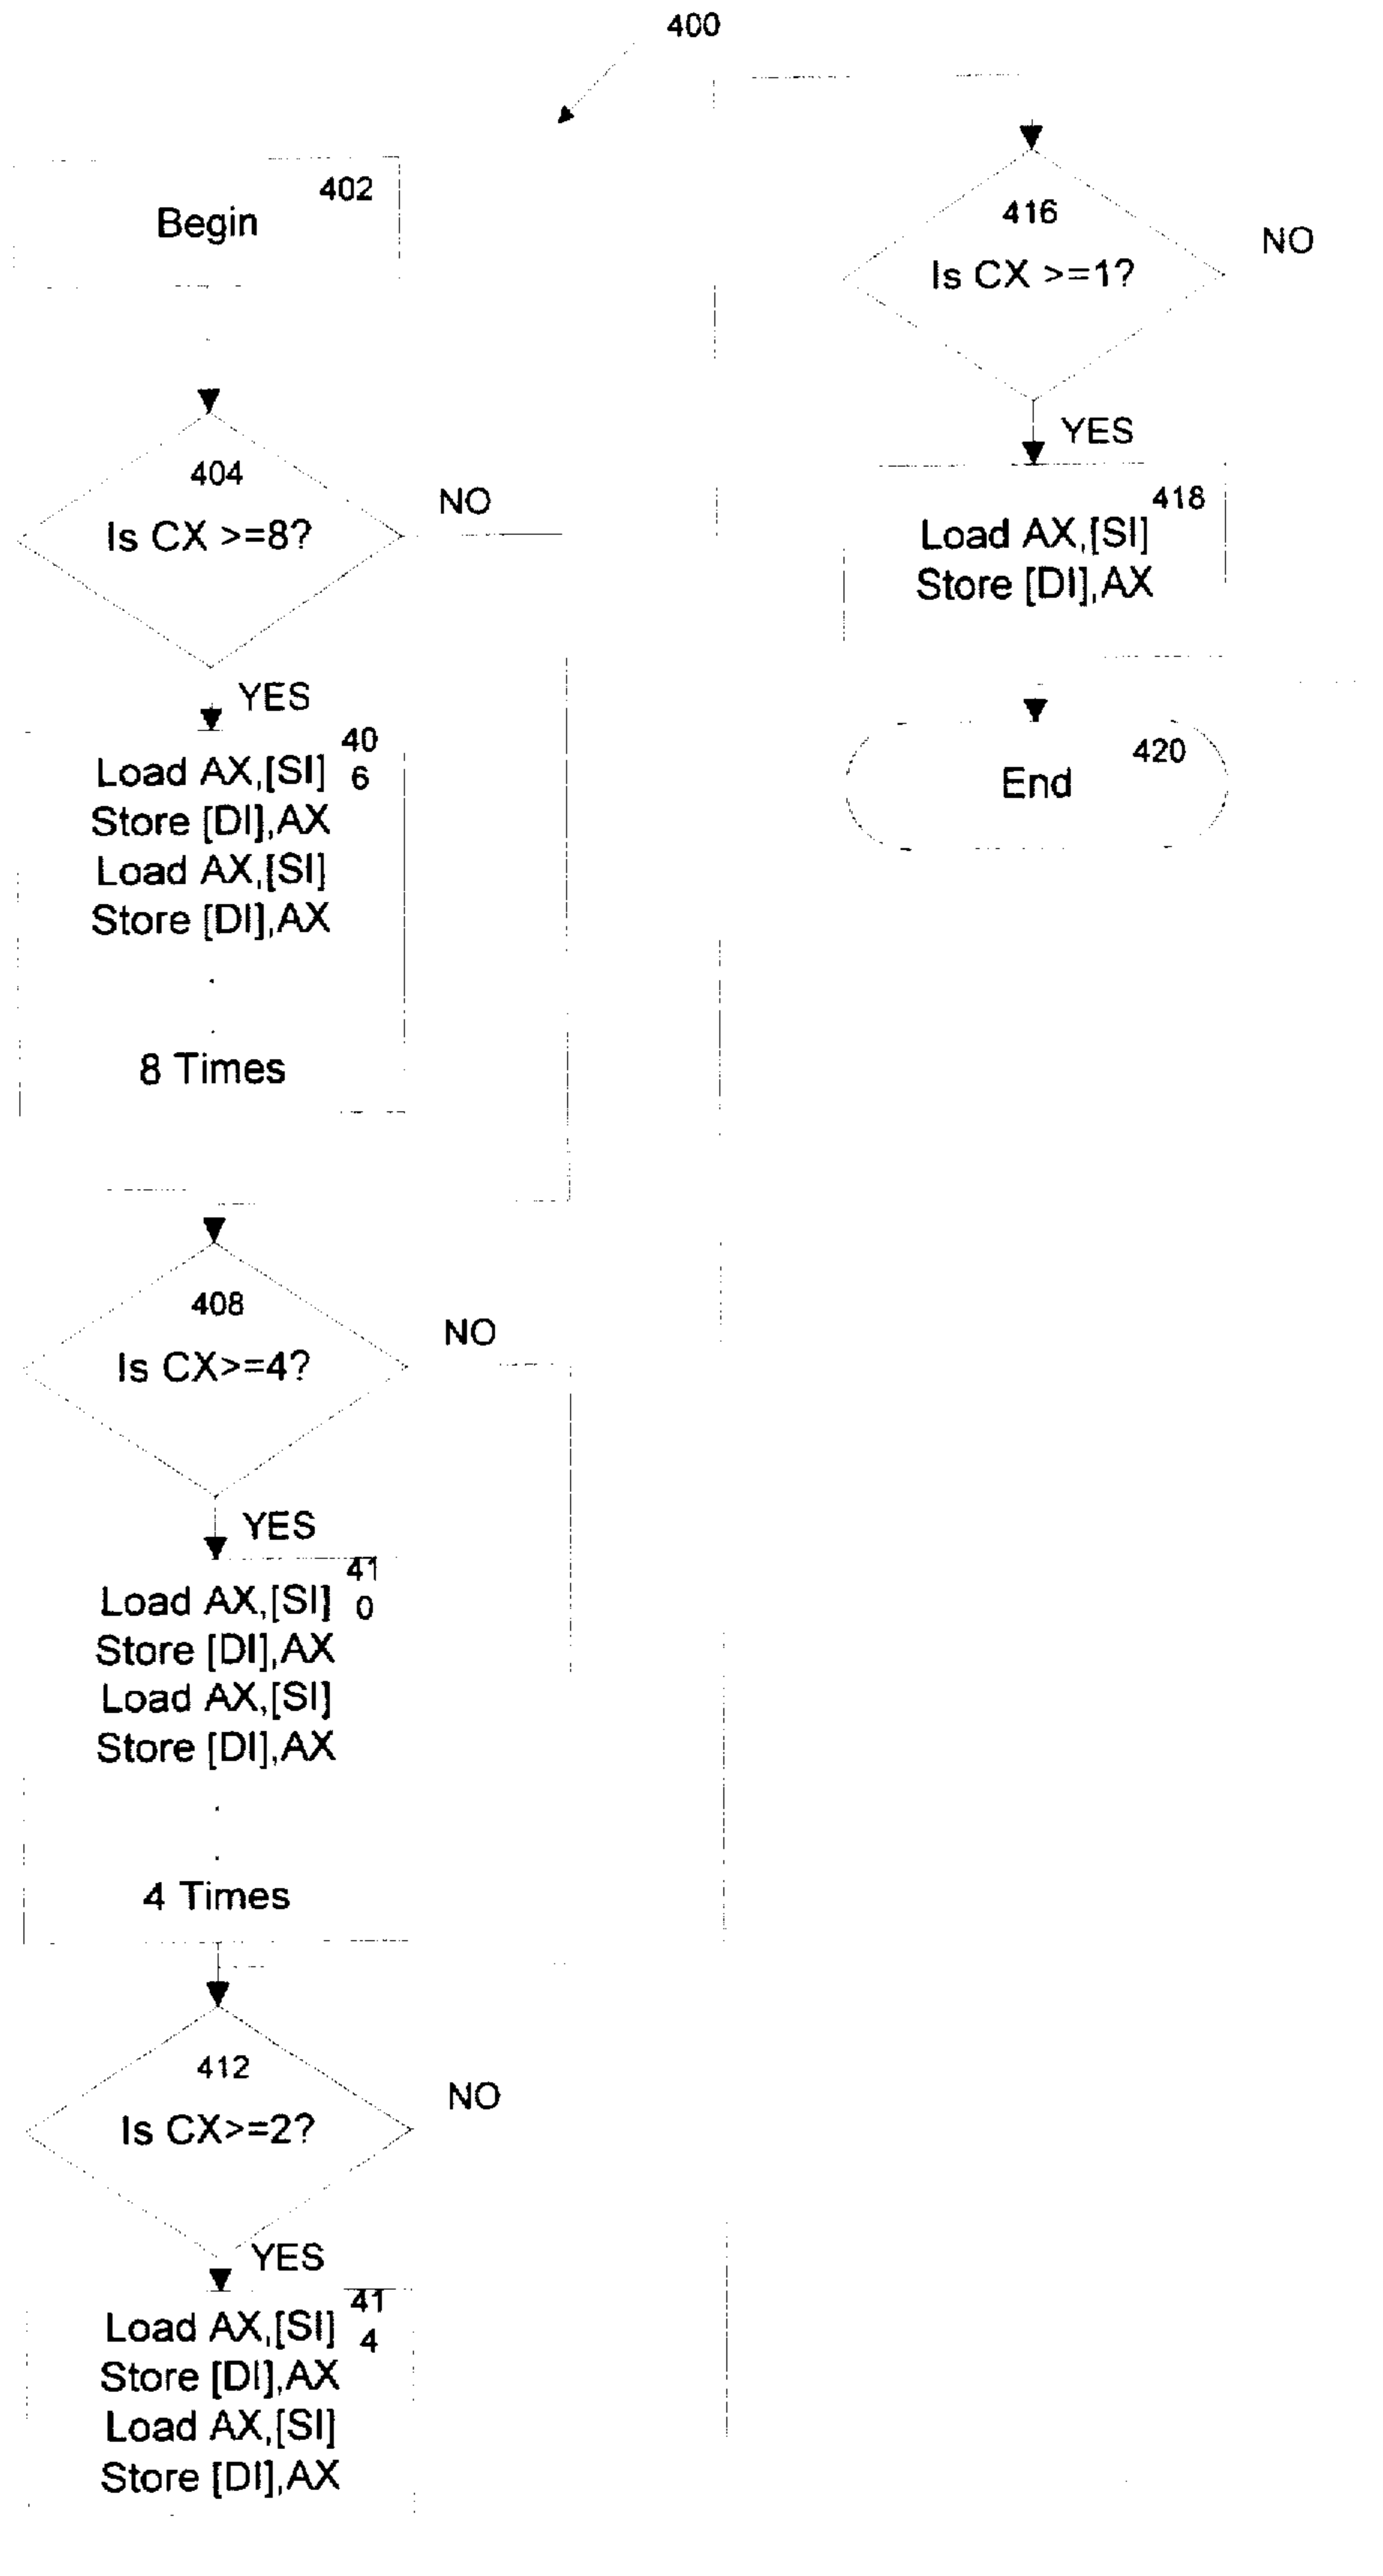 400
402
Begin
404
Is CX >=8?
NO
YES
40
6
Load AX,[SI]
Store [DI],AX
Load AX,[SI]
Store [DI],AX
.
.
8 Times
408
Is CX>=4?
NO
YES
41
0
Load AX,[SI]
Store [DI],AX
Load AX,[SI]
Store [DI],AX
.
.
4 Times
412
Is CX>=2?
NO
YES
41
4
Load AX,[SI]
Store [DI],AX
Load AX,[SI]
Store [DI],AX
416
Is CX >=1?
NO
YES
418
Load AX,[SI]
Store [DI],AX
420
End